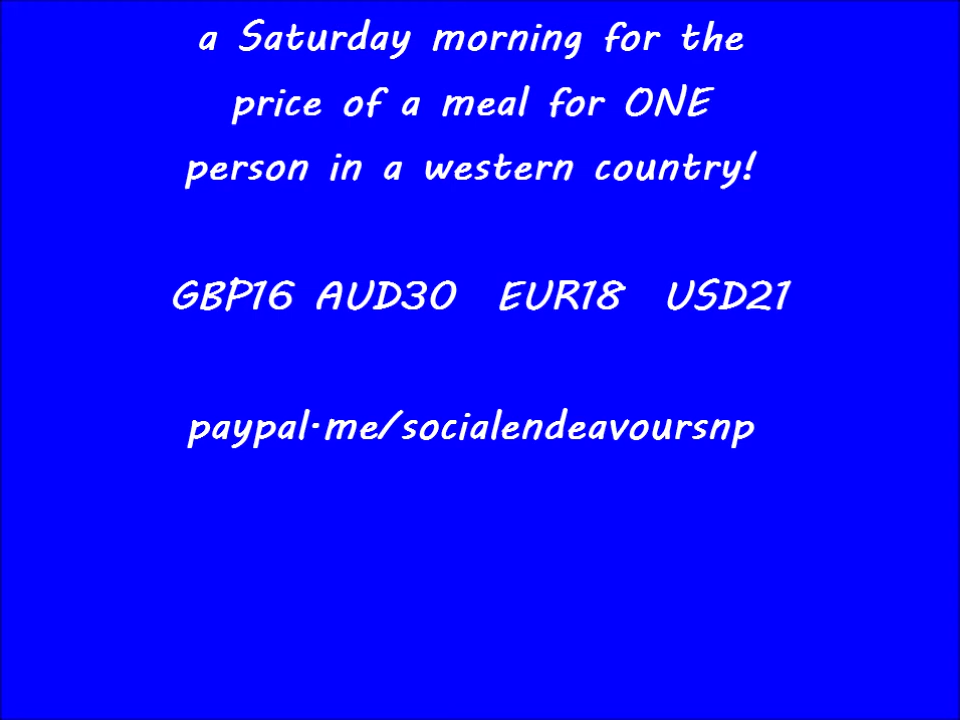 a Saturday morning for the
price of a meal for ONE
person in a western country!
GBP16 AUD30 EUR18 USD21
paypal.me/socialendeavoursnp